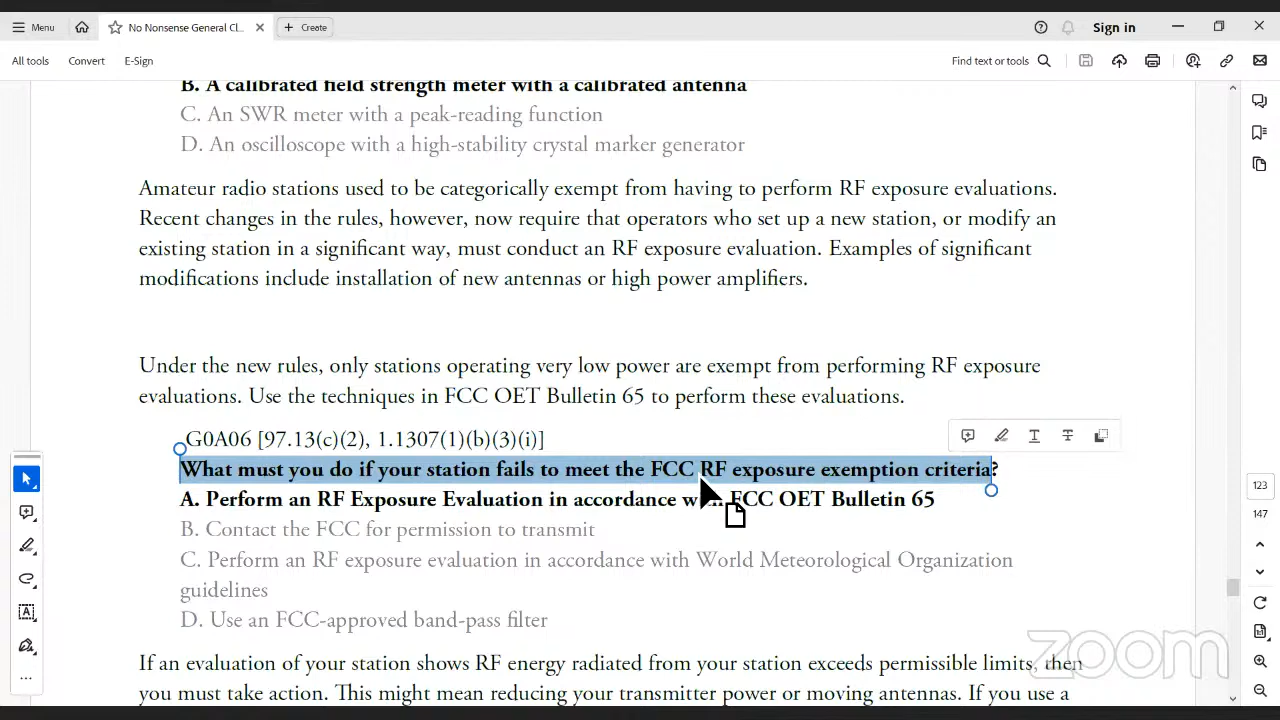 Menu
No Nonsense General Cl...
Create
Sign in
All tools
Convert
E-Sign
Find text or tools
B. A calibrated field strength meter with a calibrated antenna
C. An SWR meter with a peak-reading function
D. An oscilloscope with a high-stability crystal marker generator
Amateur radio stations used to be categorically exempt from having to perform RF exposure evaluations.
Recent changes in the rules, however, now require that operators who set up a new station, or modify an
existing station in a significant way, must conduct an RF exposure evaluation. Examples of significant
modifications include installation of new antennas or high power amplifiers.
Under the new rules, only stations operating very low power are exempt from performing RF exposure
evaluations. Use the techniques in FCC OET Bulletin 65 to perform these evaluations.
G0A06 [97.13(c)(2), 1.1307(1)(b)(3)(i)]
What must you do if your station fails to meet the FCC RF exposure exemption criteria?
A. Perform an RF Exposure Evaluation in accordance with FCC OET Bulletin 65
B. Contact the FCC for permission to transmit
C. Perform an RF exposure evaluation in accordance with World Meteorological Organization
guidelines
D. Use an FCC-approved band-pass filter
If an evaluation of your station shows RF energy radiated from your station exceeds permissible limits, then
you must take action. This might mean reducing your transmitter power or moving antennas. If you use a
123
147
zoom